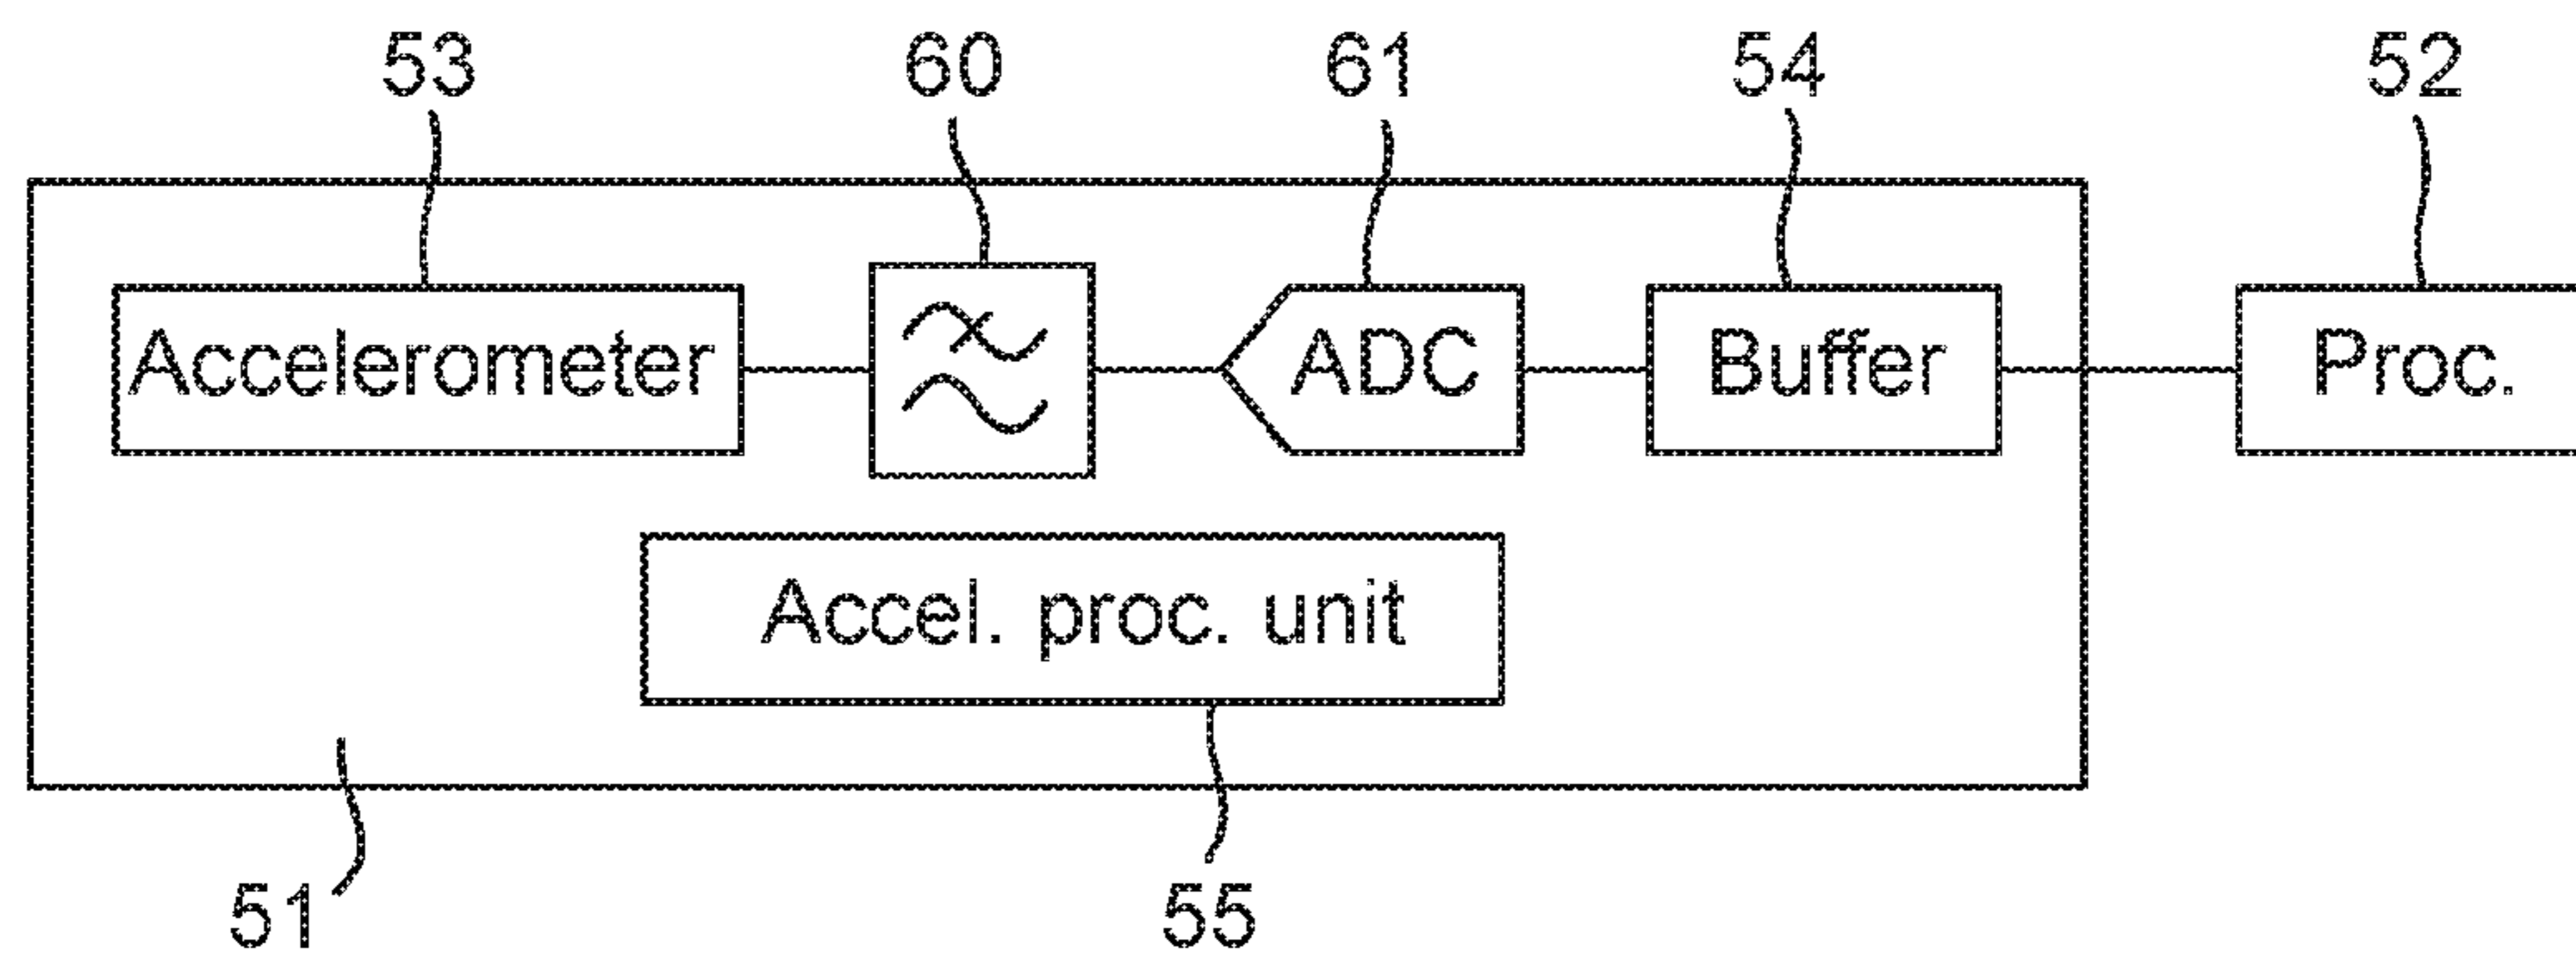 53 60 61 54 52
Accelerometer ADC Buffer Proc.
Accel. proc. unit
51 55